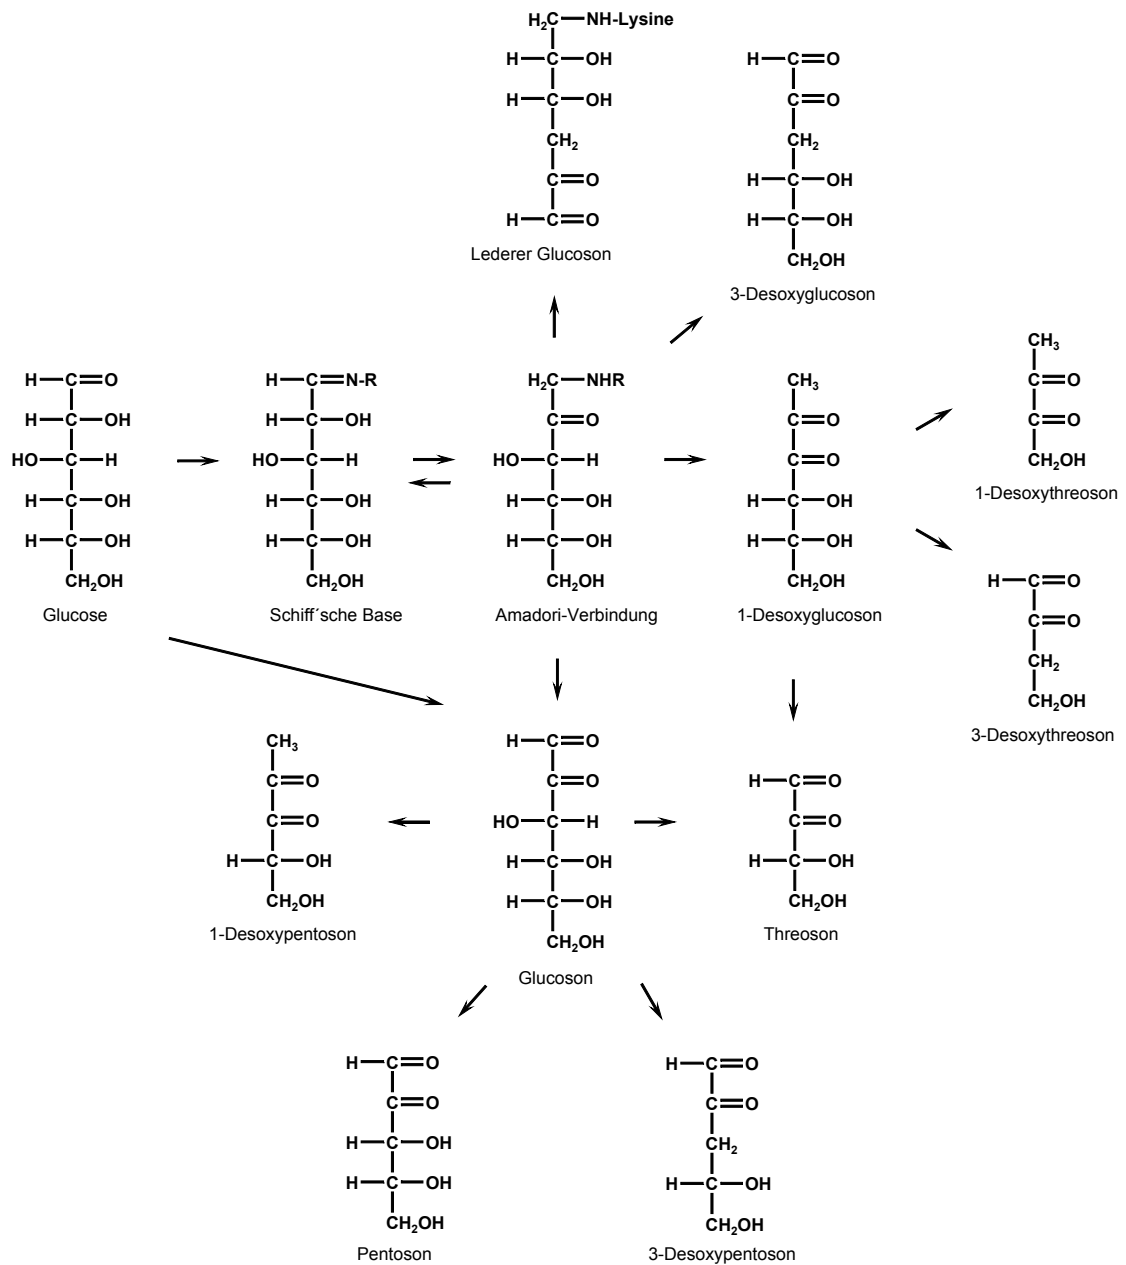 H₂C—NH-Lysine
H—C—OH
H—C—OH
CH₂
C=O
H—C=O
Lederer Glucoson
H—C=O
C=O
CH₂
H—C—OH
H—C—OH
CH₂OH
3-Desoxyglucoson
H—C=O
H—C—OH
HO—C—H
H—C—OH
H—C—OH
CH₂OH
Glucose
H—C=N-R
H—C—OH
HO—C—H
H—C—OH
H—C—OH
CH₂OH
Schiff´sche Base
H₂C—NHR
C=O
HO—C—H
H—C—OH
H—C—OH
CH₂OH
Amadori-Verbindung
CH₃
C=O
C=O
H—C—OH
H—C—OH
CH₂OH
1-Desoxyglucoson
CH₃
C=O
C=O
CH₂OH
1-Desoxythreoson
H—C=O
C=O
CH₂
CH₂OH
3-Desoxythreoson
CH₃
C=O
C=O
H—C—OH
CH₂OH
1-Desoxypentoson
H—C=O
C=O
HO—C—H
H—C—OH
H—C—OH
CH₂OH
Glucoson
H—C=O
C=O
H—C—OH
CH₂OH
Threoson
H—C=O
C=O
H—C—OH
H—C—OH
CH₂OH
Pentoson
H—C=O
C=O
CH₂
H—C—OH
CH₂OH
3-Desoxypentoson